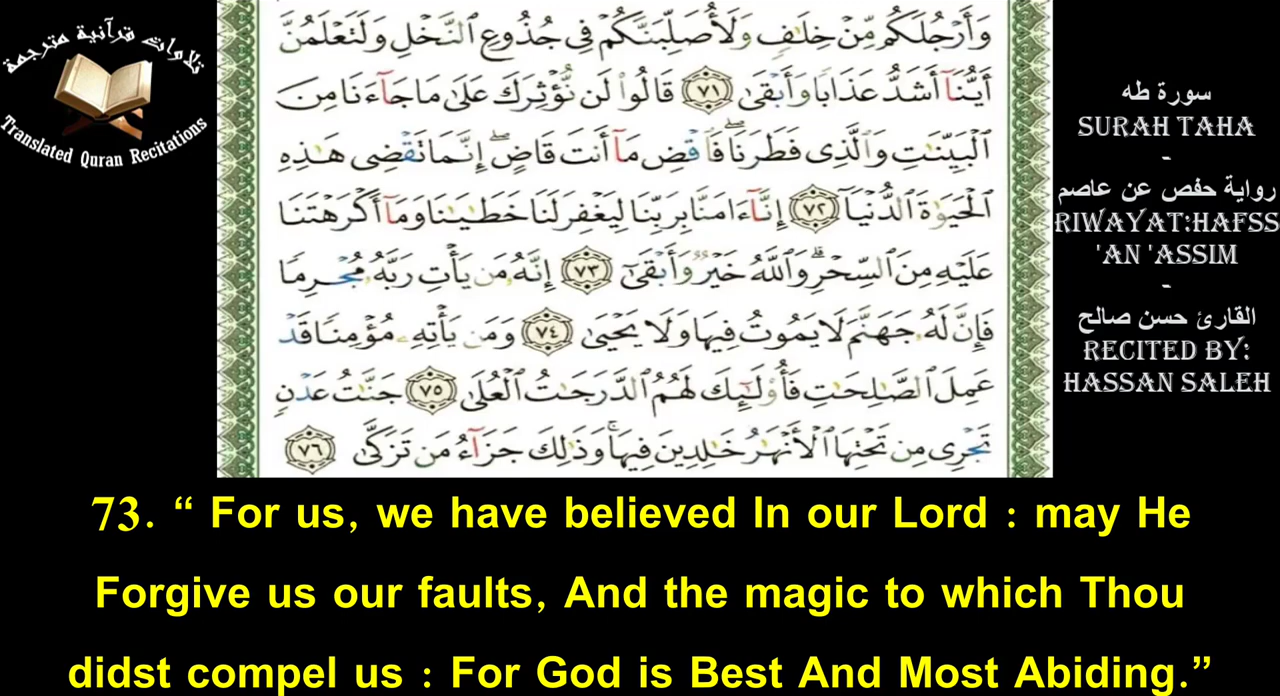 تلاوات قرآنية مترجمة
Translated Quran Recitations
وَأَرْجُلَكُم مِّنْ خِلَٰفٍ وَلَأُصَلِّبَنَّكُمْ فِي جُذُوعِ ٱلنَّخْلِ وَلَتَعْلَمُنَّ
أَيُّنَآ أَشَدُّ عَذَابًا وَأَبْقَىٰ ٧١ قَالُوا۟ لَن نُّؤْثِرَكَ عَلَىٰ مَا جَآءَنَا مِنَ
ٱلْبَيِّنَٰتِ وَٱلَّذِى فَطَرَنَا ۖ فَٱقْضِ مَآ أَنتَ قَاضٍ ۖ إِنَّمَا نَقْضِى هَٰذِهِ
ٱلْحَيَوٰةَ ٱلدُّنْيَآ ٧٢ إِنَّآ ءَامَنَّا بِرَبِّنَا لِيَغْفِرَ لَنَا خَطَٰيَٰنَا وَمَآ أَكْرَهْتَنَا
عَلَيْهِ مِنَ ٱلسِّحْرِ ۗ وَٱللَّهُ خَيْرٌ وَأَبْقَىٰٓ ٧٣ إِنَّهُۥ مَن يَأْتِ رَبَّهُۥ مُجْرِمًا
فَإِنَّ لَهُۥ جَهَنَّمَ لَا يَمُوتُ فِيهَا وَلَا يَحْيَىٰ ٧٤ وَمَن يَأْتِهِۦ مُؤْمِنًا قَدْ
عَمِلَ ٱلصَّٰلِحَٰتِ فَأُو۟لَٰٓئِكَ لَهُمُ ٱلدَّرَجَٰتُ ٱلْعُلَىٰ ٧٥ جَنَّٰتُ عَدْنٍ
تَجْرِى مِن تَحْتِهَا ٱلْأَنْهَٰرُ خَٰلِدِينَ فِيهَا ۚ وَذَٰلِكَ جَزَآءُ مَن تَزَكَّىٰ ٧٦
سورة طه
SURAH TAHA
-
رواية حفص عن عاصم
RIWAYAT:HAFSS
'AN 'ASSIM
-
القارئ حسن صالح
RECITED BY:
HASSAN SALEH
73. “ For us, we have believed In our Lord : may He
Forgive us our faults, And the magic to which Thou
didst compel us : For God is Best And Most Abiding.”